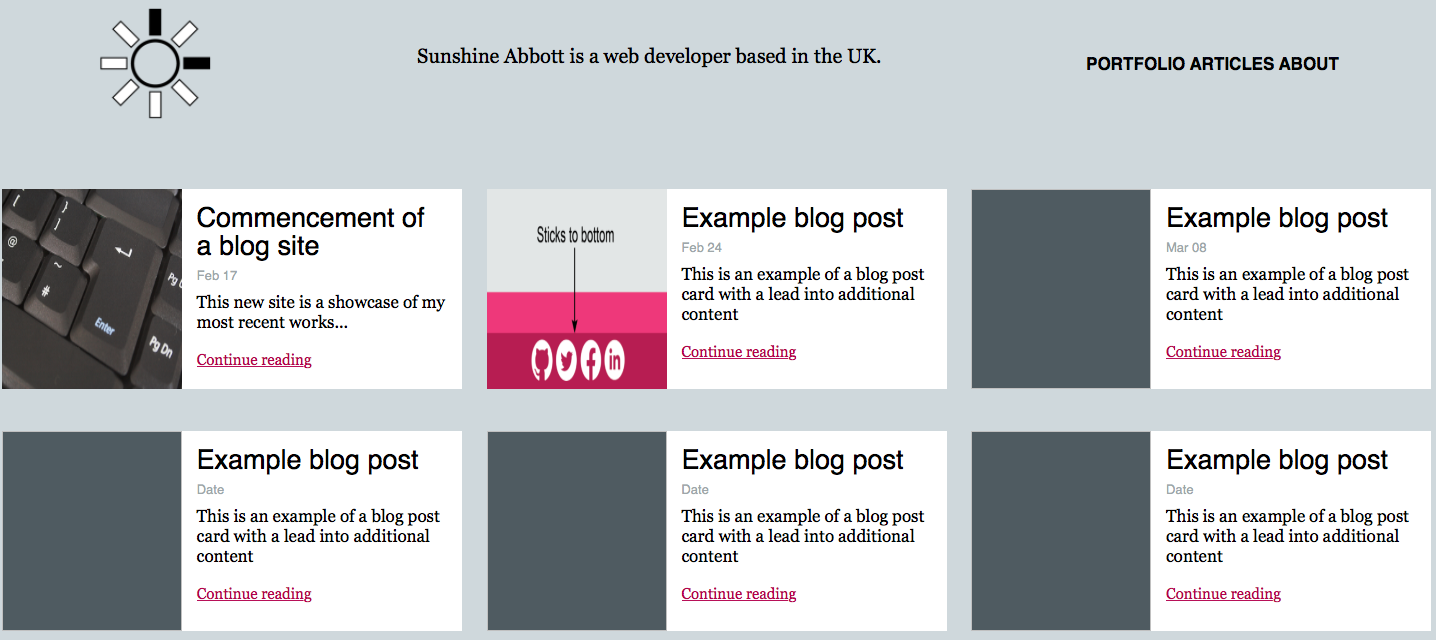 Sunshine Abbott is a web developer based in the UK.
PORTFOLIO ARTICLES ABOUT
[
}
]
@
~
#
Enter
Pg
Pg Dn
Commencement of
a blog site
Feb 17
This new site is a showcase of my
most recent works...
Continue reading
Sticks to bottom
in
Example blog post
Feb 24
This is an example of a blog post
card with a lead into additional
content
Continue reading
Example blog post
Mar 08
This is an example of a blog post
card with a lead into additional
content
Continue reading
Example blog post
Date
This is an example of a blog post
card with a lead into additional
content
Continue reading
Example blog post
Date
This is an example of a blog post
card with a lead into additional
content
Continue reading
Example blog post
Date
This is an example of a blog post
card with a lead into additional
content
Continue reading